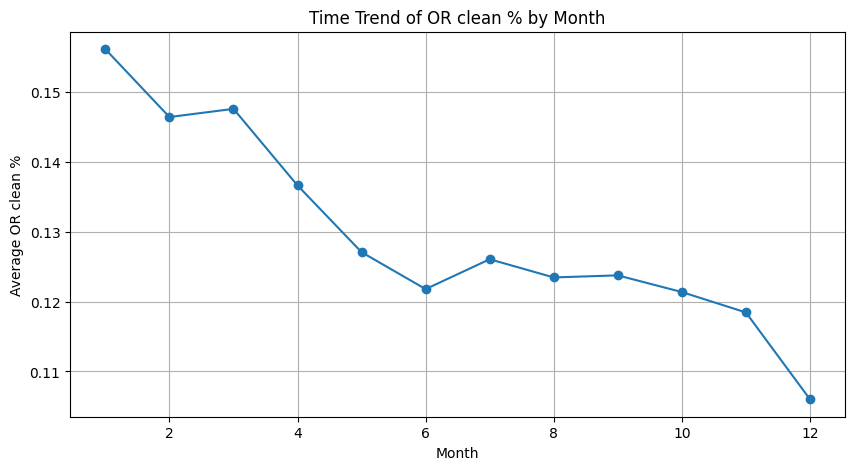 Time Trend of OR clean % by Month
Average OR clean %
0.15
0.14
0.13
0.12
0.11
2 4 6 8 10 12
Month